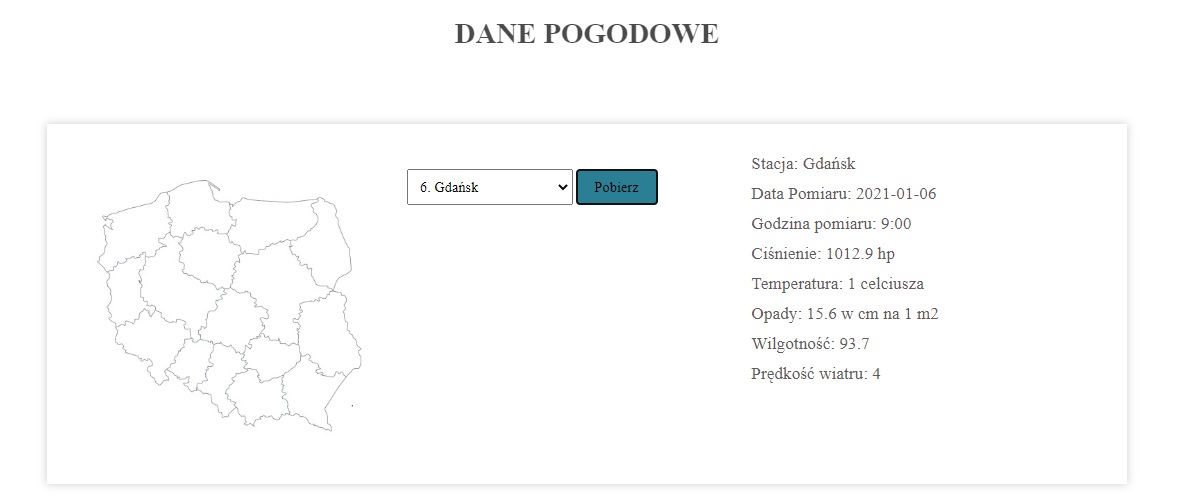 DANE POGODOWE
6. Gdańsk
Pobierz
Stacja: Gdańsk
Data Pomiaru: 2021-01-06
Godzina pomiaru: 9:00
Ciśnienie: 1012.9 hp
Temperatura: 1 celciusza
Opady: 15.6 w cm na 1 m2
Wilgotność: 93.7
Prędkość wiatru: 4